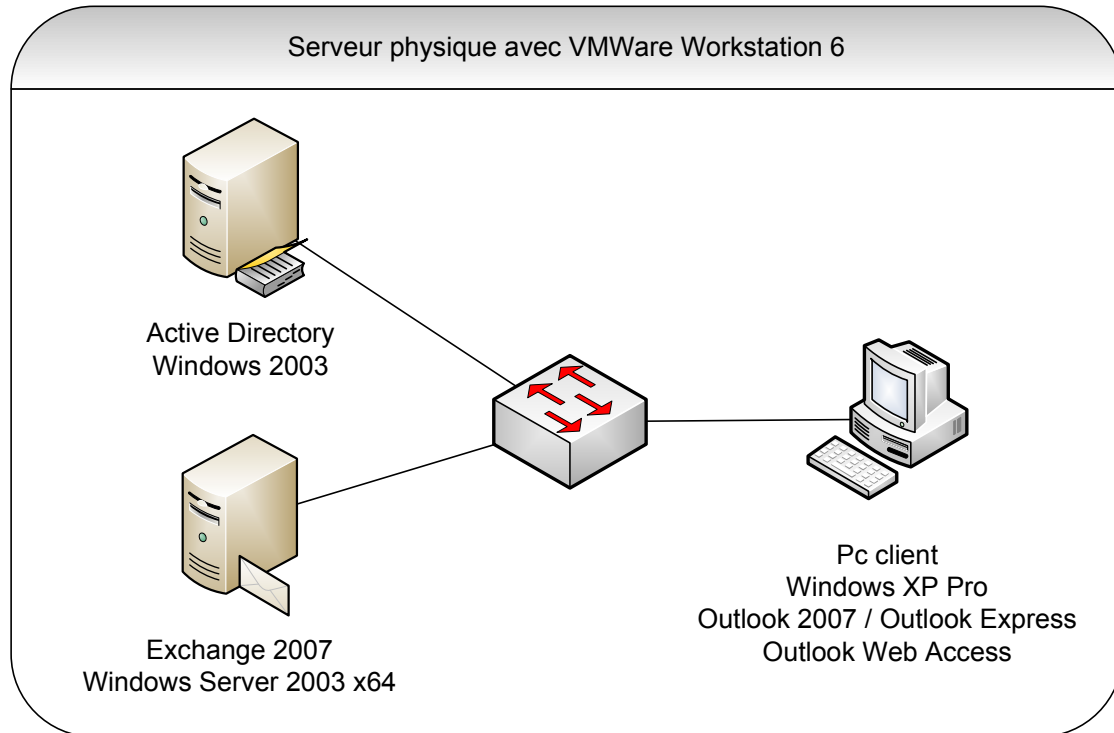 Serveur physique avec VMWare Workstation 6
Active Directory
Windows 2003
Exchange 2007
Windows Server 2003 x64
Pc client
Windows XP Pro
Outlook 2007 / Outlook Express
Outlook Web Access